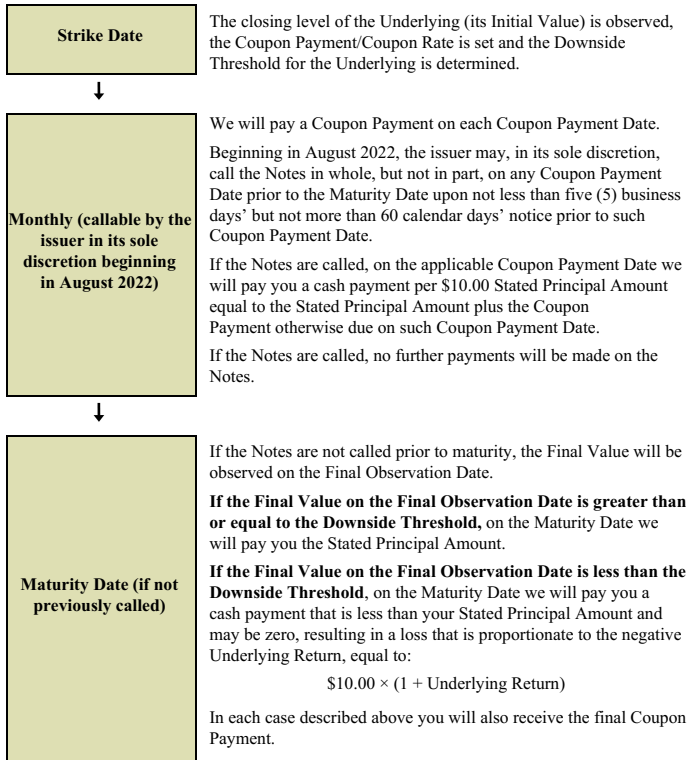 Strike Date
The closing level of the Underlying (its Initial Value) is observed,
the Coupon Payment/Coupon Rate is set and the Downside
Threshold for the Underlying is determined.
Monthly (callable by the
issuer in its sole
discretion beginning
in August 2022)
We will pay a Coupon Payment on each Coupon Payment Date.
Beginning in August 2022, the issuer may, in its sole discretion,
call the Notes in whole, but not in part, on any Coupon Payment
Date prior to the Maturity Date upon not less than five (5) business
days’ but not more than 60 calendar days’ notice prior to such
Coupon Payment Date.
If the Notes are called, on the applicable Coupon Payment Date we
will pay you a cash payment per $10.00 Stated Principal Amount
equal to the Stated Principal Amount plus the Coupon
Payment otherwise due on such Coupon Payment Date.
If the Notes are called, no further payments will be made on the
Notes.
Maturity Date (if not
previously called)
If the Notes are not called prior to maturity, the Final Value will be
observed on the Final Observation Date.
If the Final Value on the Final Observation Date is greater than
or equal to the Downside Threshold, on the Maturity Date we
will pay you the Stated Principal Amount.
If the Final Value on the Final Observation Date is less than the
Downside Threshold, on the Maturity Date we will pay you a
cash payment that is less than your Stated Principal Amount and
may be zero, resulting in a loss that is proportionate to the negative
Underlying Return, equal to:
$10.00 × (1 + Underlying Return)
In each case described above you will also receive the final Coupon
Payment.